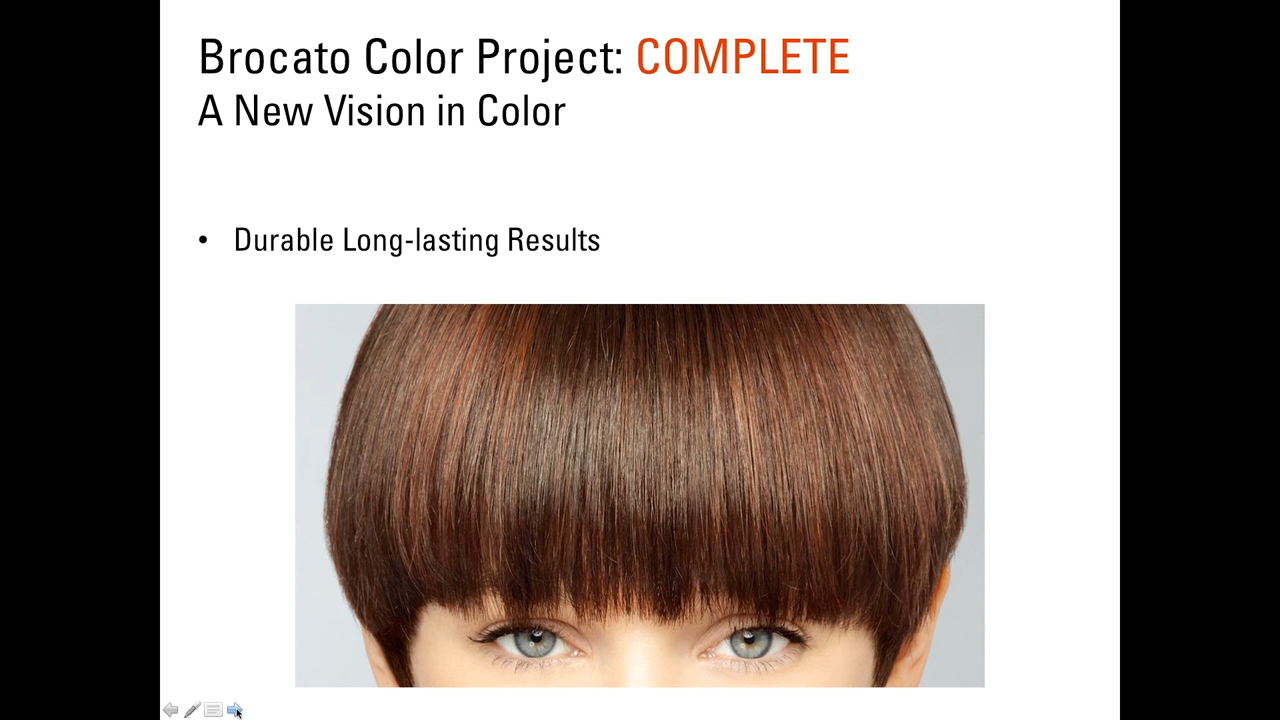 Brocato Color Project: COMPLETE
A New Vision in Color
• Durable Long-lasting Results